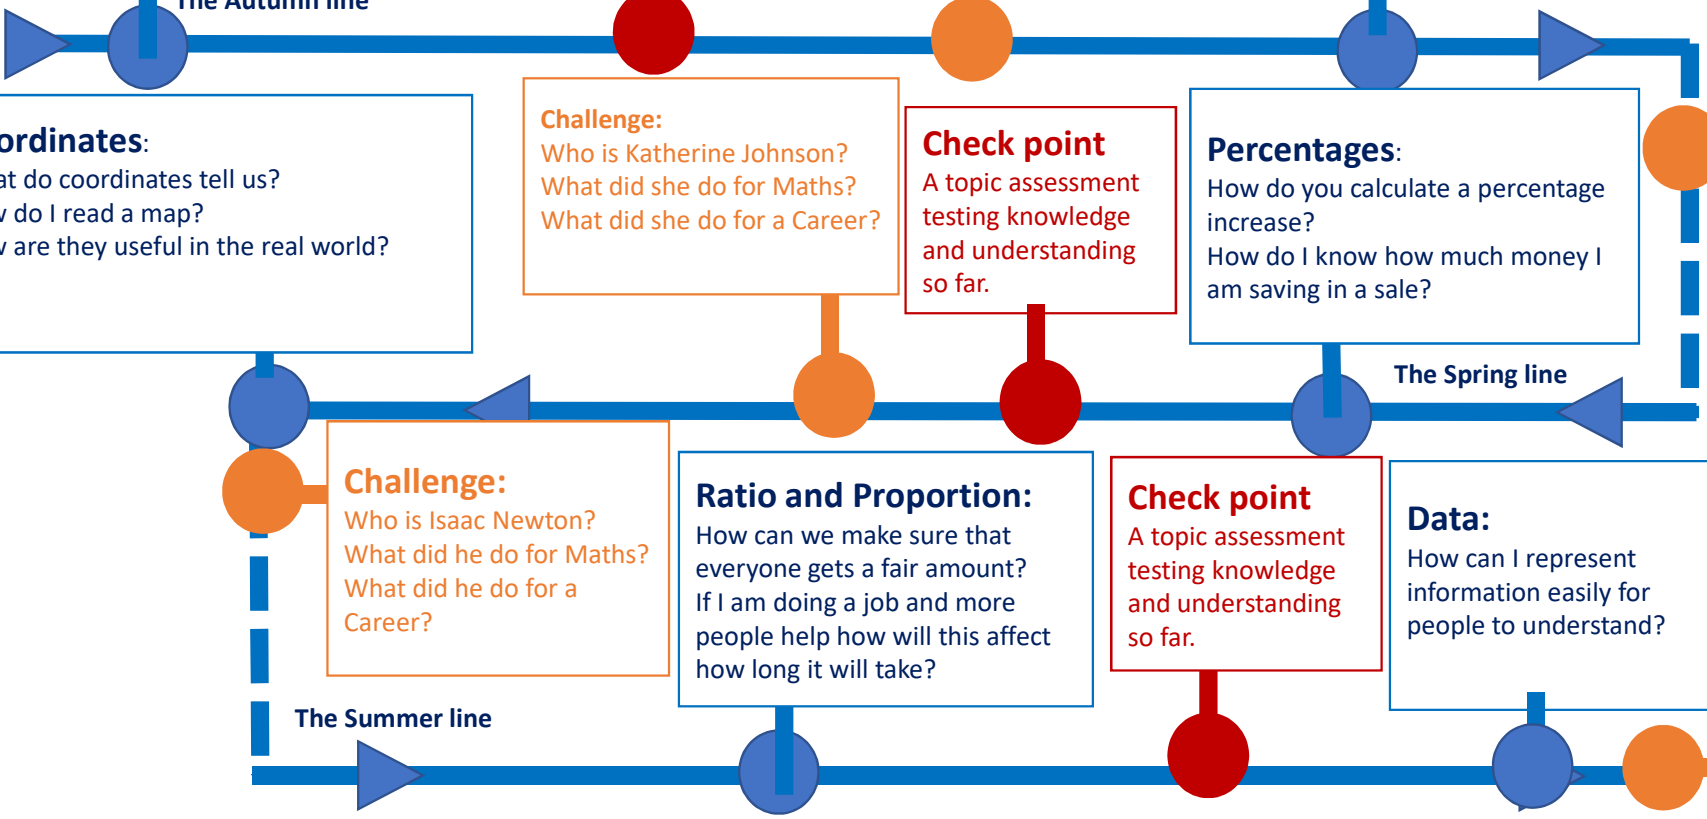 The Autumn line
ordinates:
at do coordinates tell us?
do I read a map?
are they useful in the real world?
Challenge:
Who is Katherine Johnson?
What did she do for Maths?
What did she do for a Career?
Check point
A topic assessment
testing knowledge
and understanding
so far.
Percentages:
How do you calculate a percentage
increase?
How do I know how much money I
am saving in a sale?
The Spring line
Challenge:
Who is Isaac Newton?
What did he do for Maths?
What did he do for a
Career?
Ratio and Proportion:
How can we make sure that
everyone gets a fair amount?
If I am doing a job and more
people help how will this affect
how long it will take?
Check point
A topic assessment
testing knowledge
and understanding
so far.
Data:
How can I represent
information easily for
people to understand?
The Summer line